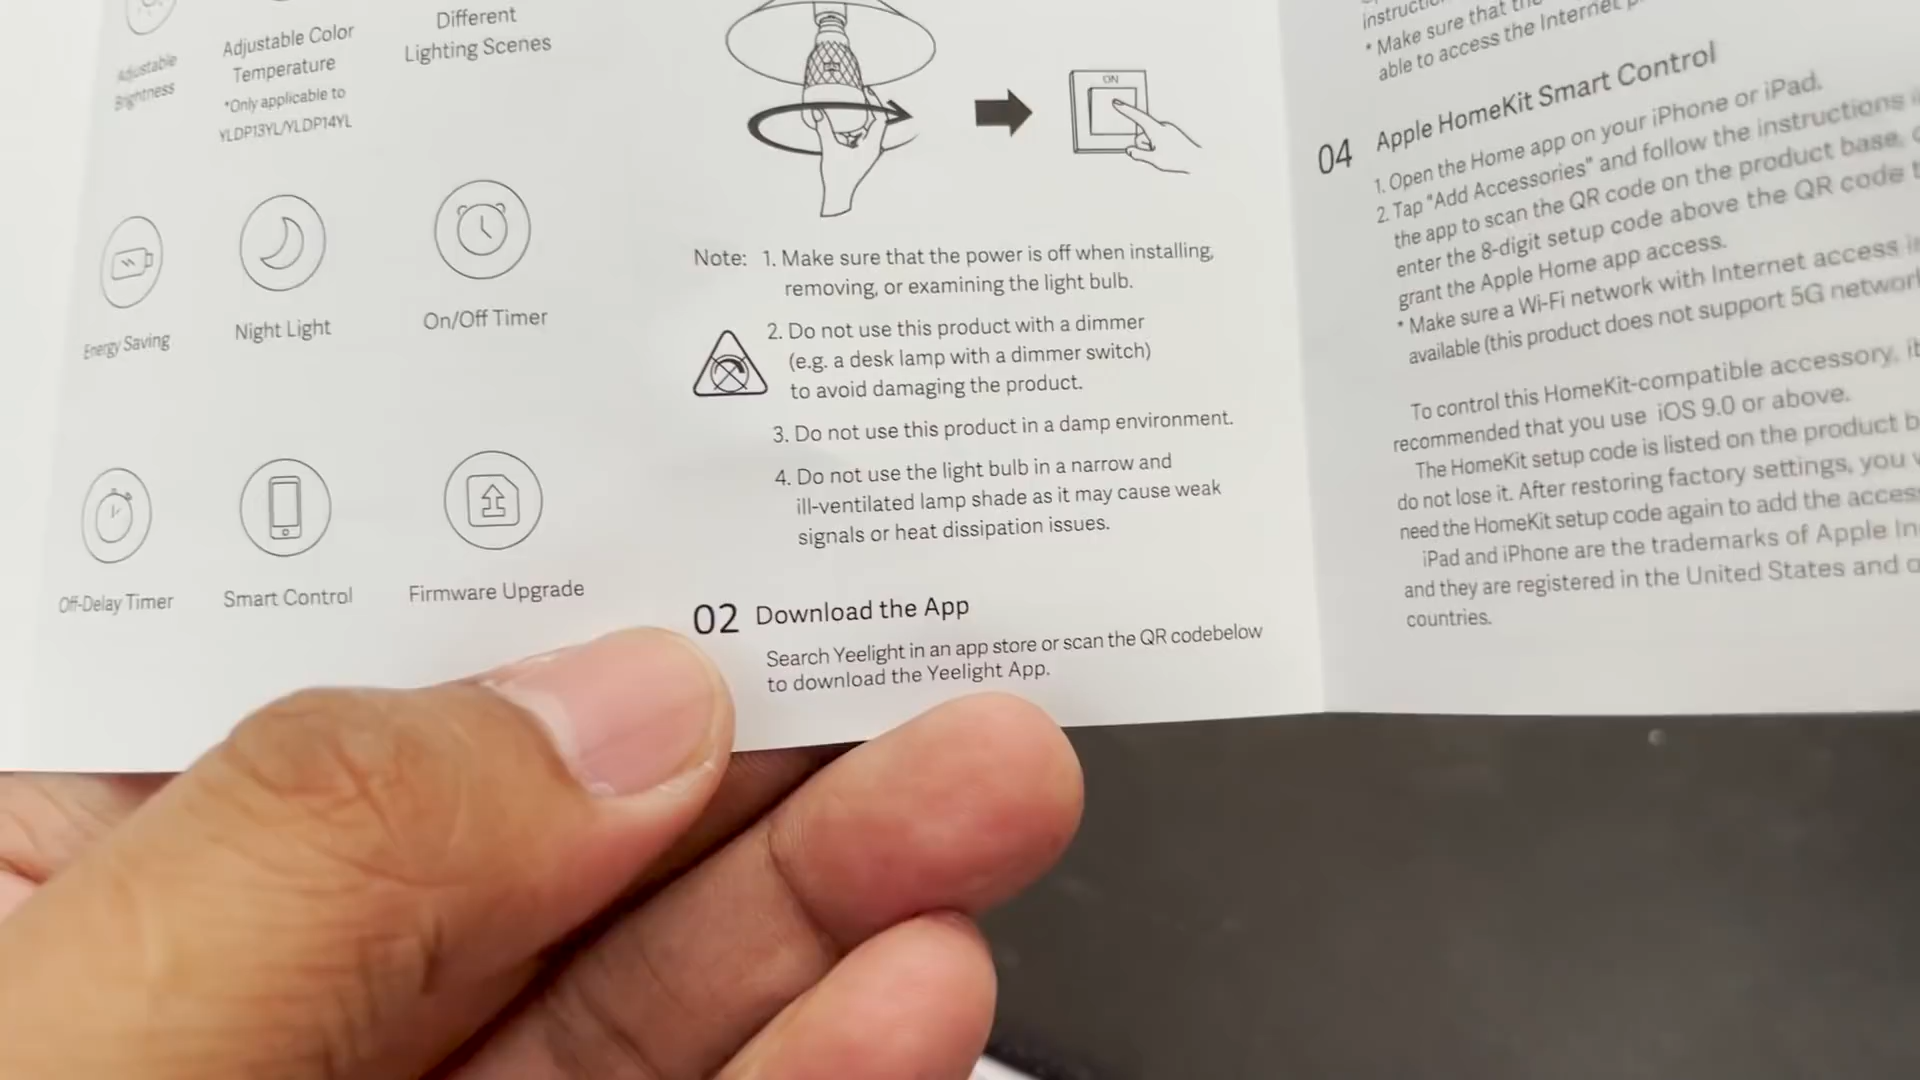 Adjustable
Brightness
Adjustable Color
Temperature
*Only applicable to
YLDP13YL/YLDP14YL
Different
Lighting Scenes
Energy Saving
Night Light
On/Off Timer
Off-Delay Timer
Smart Control
Firmware Upgrade
ON
Note: 1. Make sure that the power is off when installing,
removing, or examining the light bulb.
2. Do not use this product with a dimmer
(e.g. a desk lamp with a dimmer switch)
to avoid damaging the product.
3. Do not use this product in a damp environment.
4. Do not use the light bulb in a narrow and
ill-ventilated lamp shade as it may cause weak
signals or heat dissipation issues.
02 Download the App
Search Yeelight in an app store or scan the QR codebelow
to download the Yeelight App.
* Make sure that
able to access the Internet
04 Apple HomeKit Smart Control
1. Open the Home app on your iPhone or iPad.
2. Tap "Add Accessories" and follow the instructions
the app to scan the QR code on the product base,
enter the 8-digit setup code above the QR code
grant the Apple Home app access.
* Make sure a Wi-Fi network with Internet access
available (this product does not support 5G network
To control this HomeKit-compatible accessory,
recommended that you use iOS 9.0 or above.
The HomeKit setup code is listed on the product
do not lose it. After restoring factory settings, you
need the HomeKit setup code again to add the
iPad and iPhone are the trademarks of Apple
and they are registered in the United States and
countries.